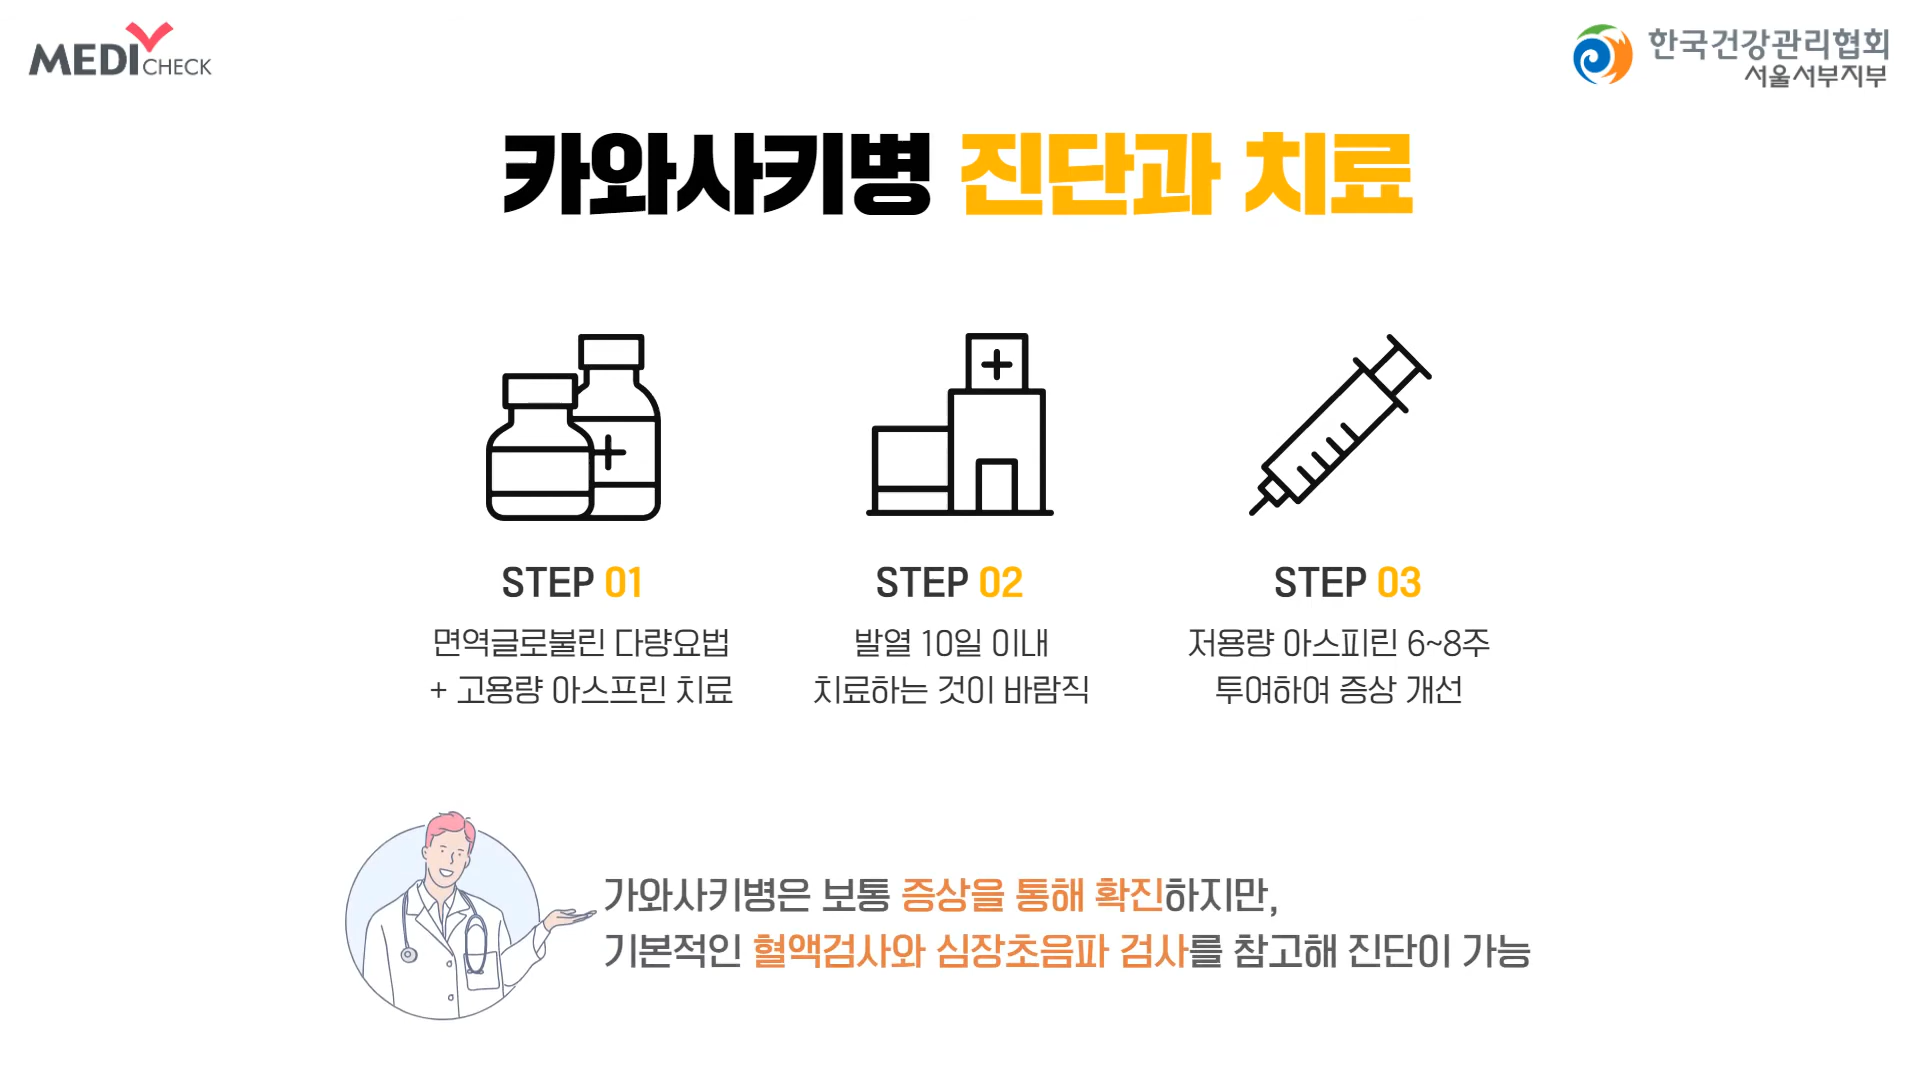 MEDICHECK
한국건강관리협회
서울서부지부
카와사키병 진단과 치료
STEP 01
면역글로불린 다량요법
+ 고용량 아스프린 치료
STEP 02
발열 10일 이내
치료하는 것이 바람직
STEP 03
저용량 아스피린 6~8주
투여하여 증상 개선
가와사키병은 보통 증상을 통해 확진하지만,
기본적인 혈액검사와 심장초음파 검사를 참고해 진단이 가능